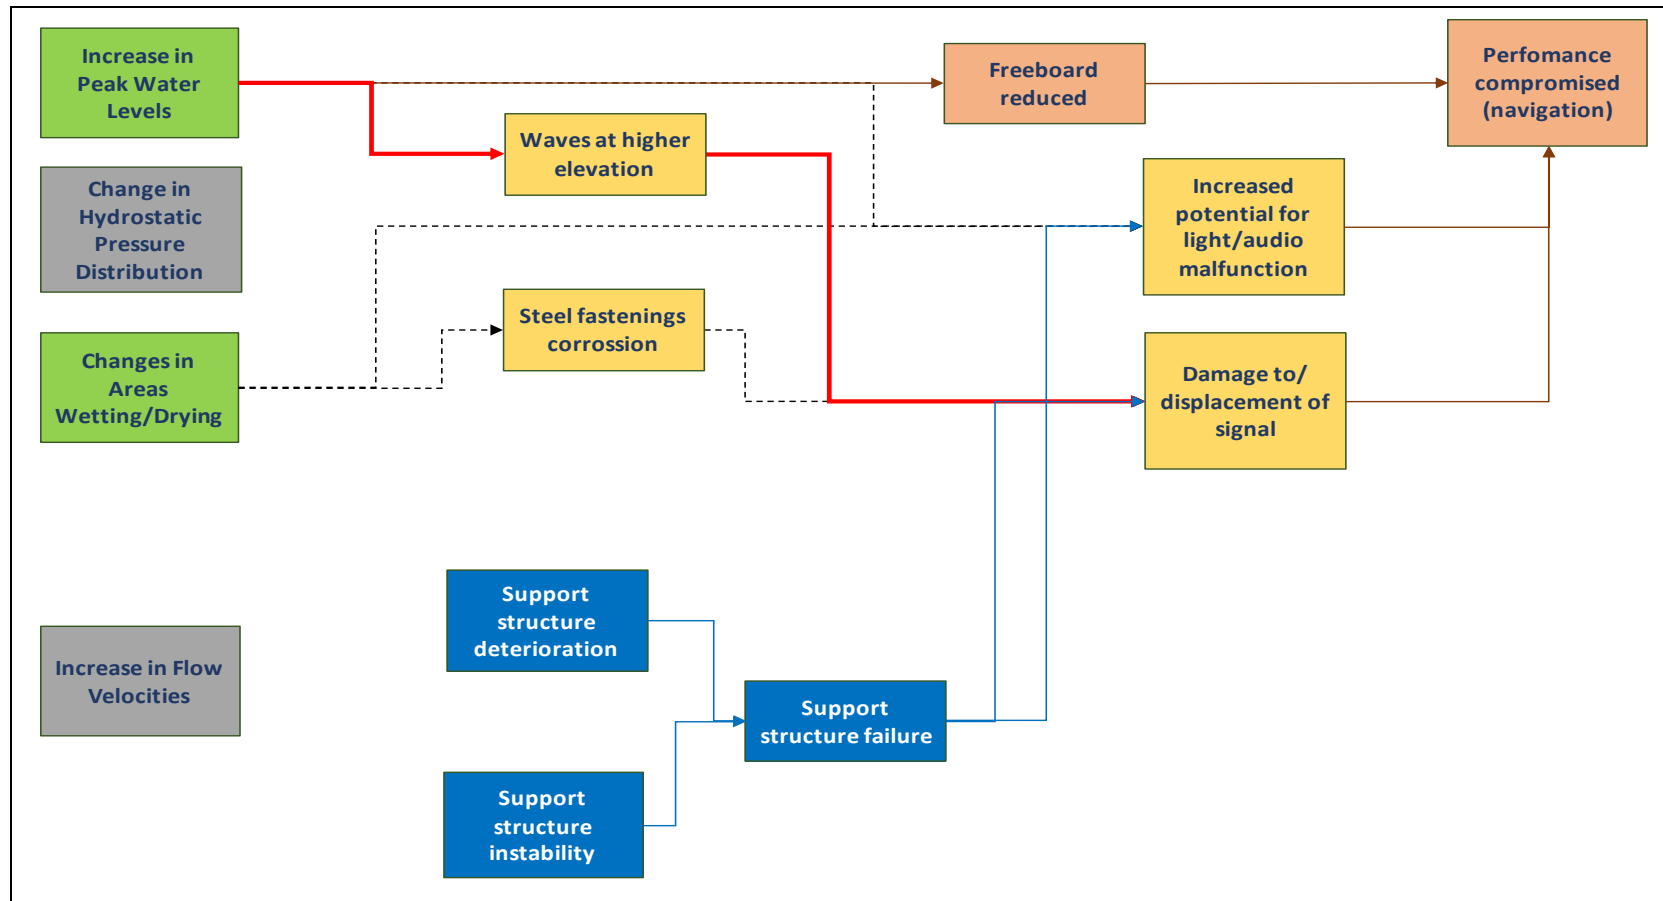 Increase in
Peak Water
Levels
Freeboard
reduced
Perfomance
compromised
(navigation)
Waves at higher
elevation
Change in
Hydrostatic
Pressure
Distribution
Increased
potential for
light/audio
malfunction
Steel fastenings
corrossion
Changes in
Areas
Wetting/Drying
Damage to/
displacement of
signal
Support
structure
deterioration
Increase in Flow
Velocities
Support
structure failure
Support
structure
instability